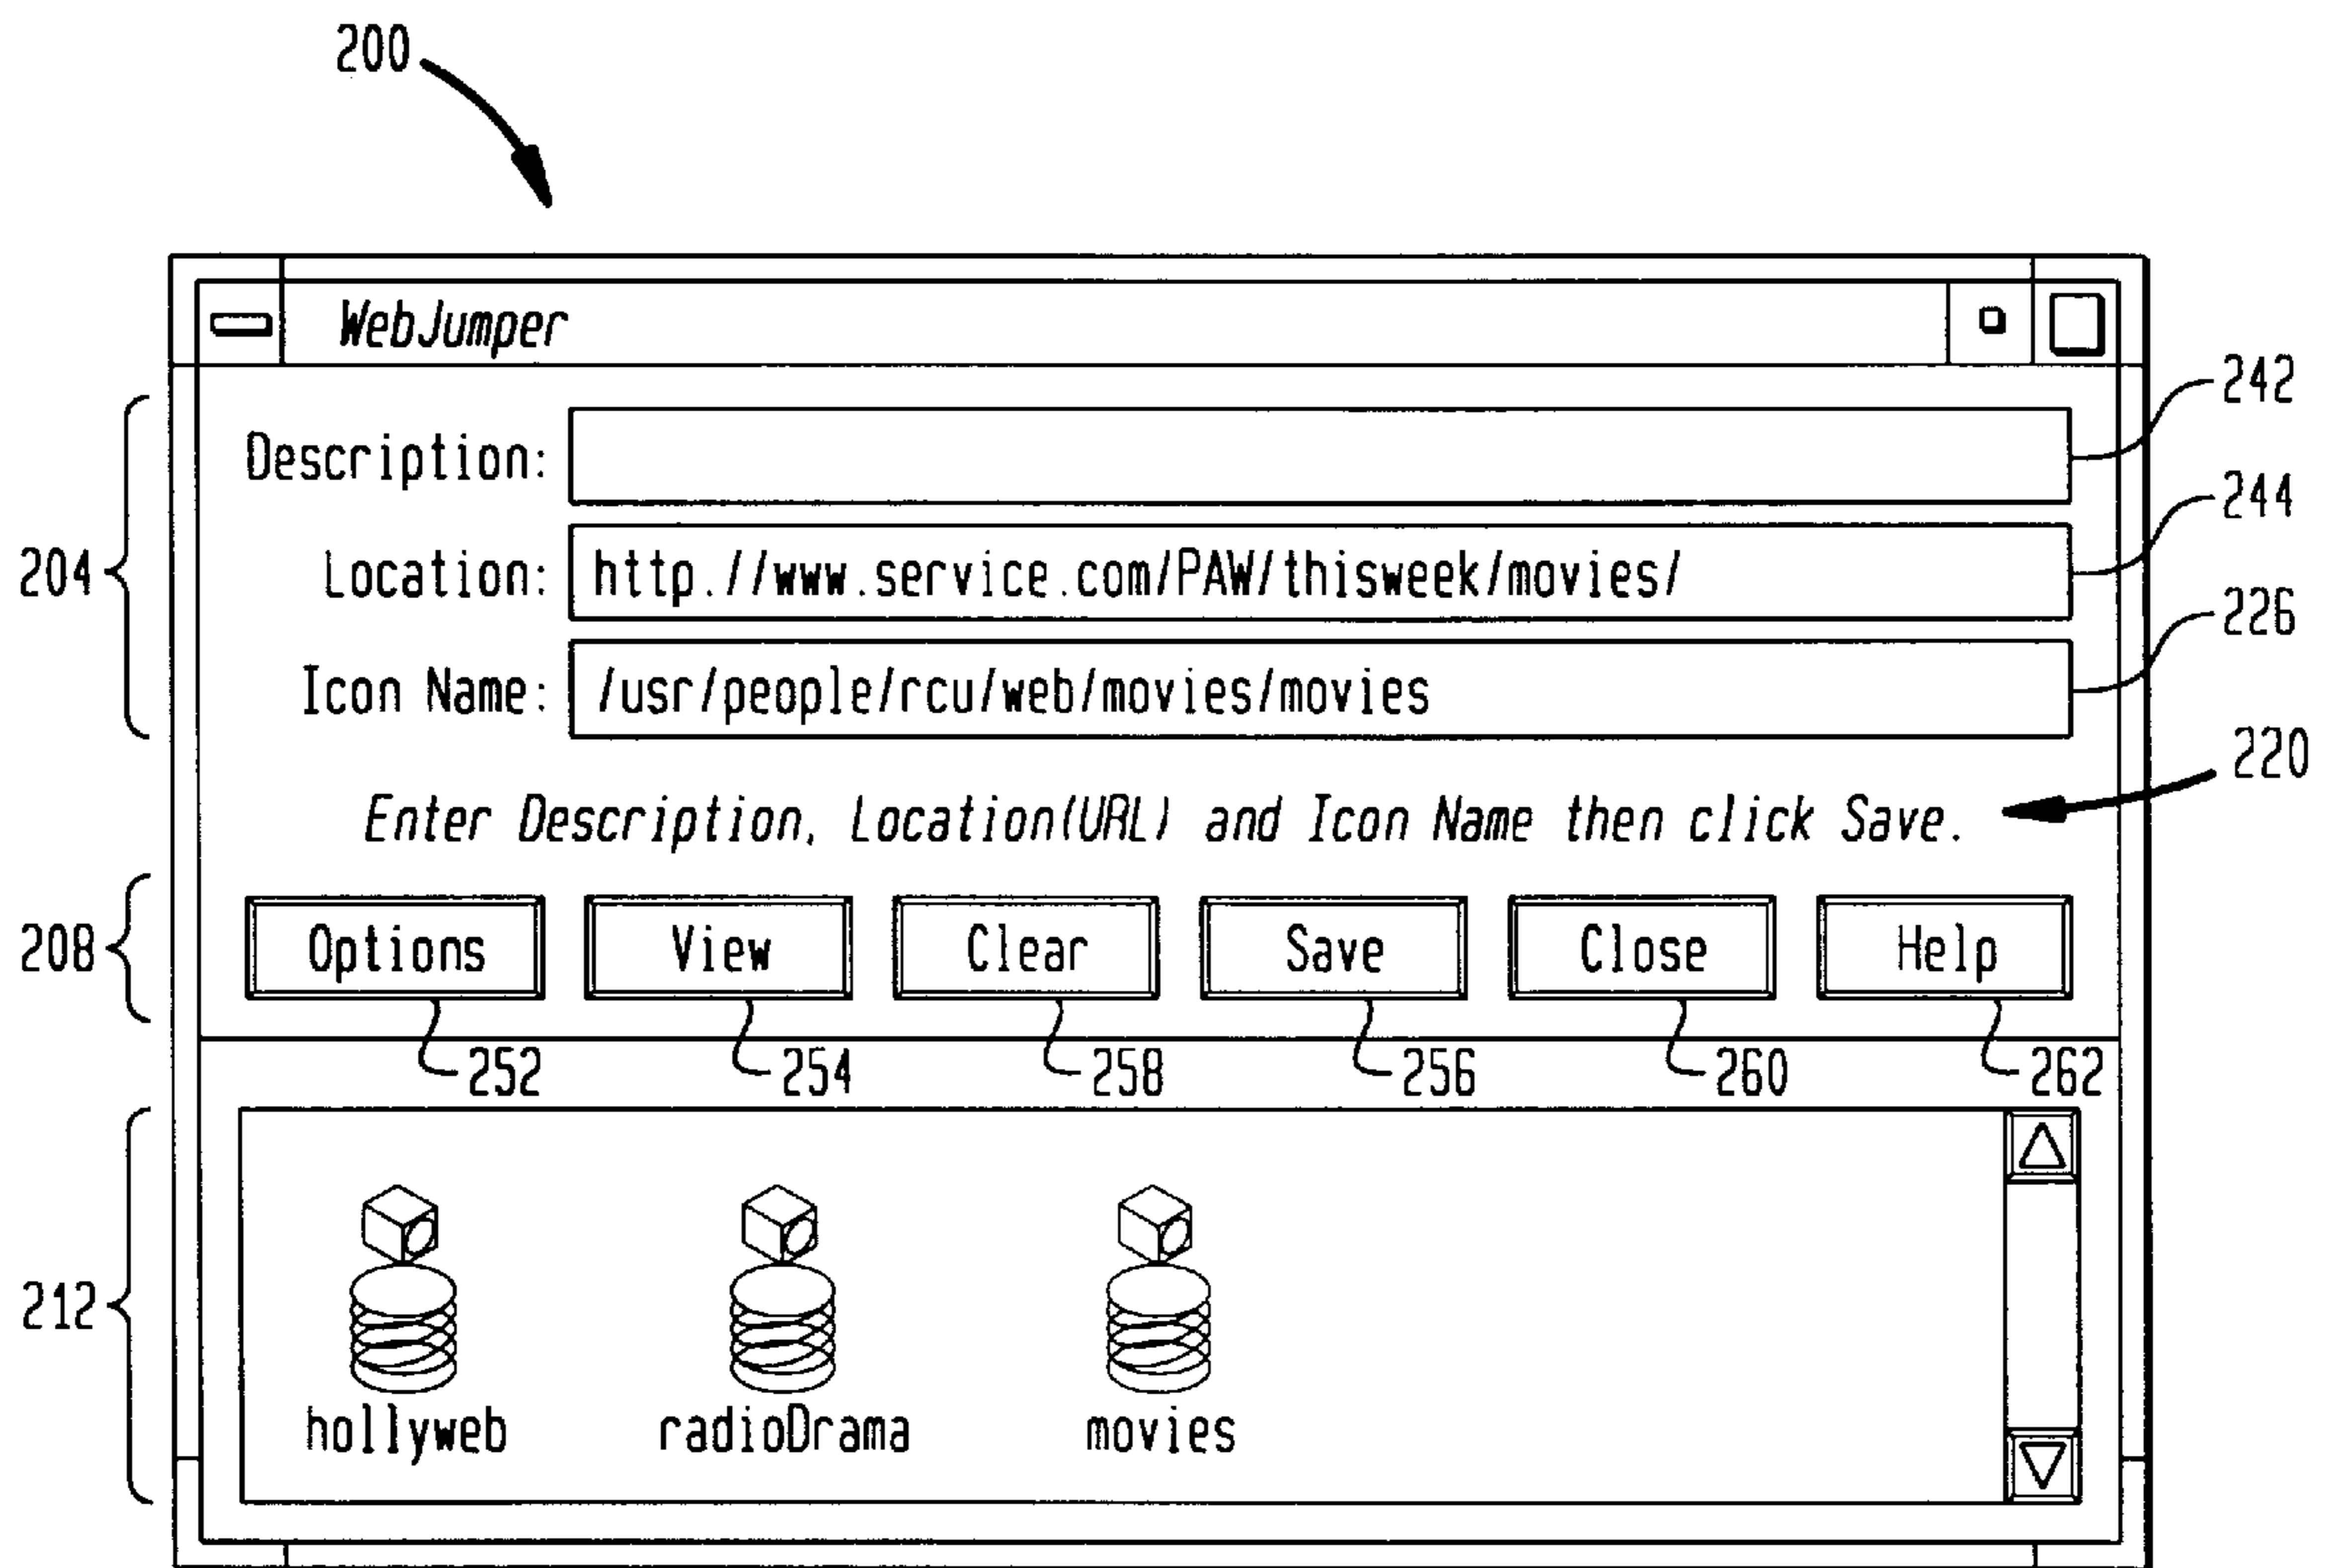 200
WebJumper
242
Description:
244
204
Location: http.//www.service.com/PAW/thisweek/movies/
226
Icon Name: /usr/people/rcu/web/movies/movies
220
Enter Description, Location(URL) and Icon Name then click Save.
208
Options View Clear Save Close Help
252 254 258 256 260 262
212
hollyweb radioDrama movies